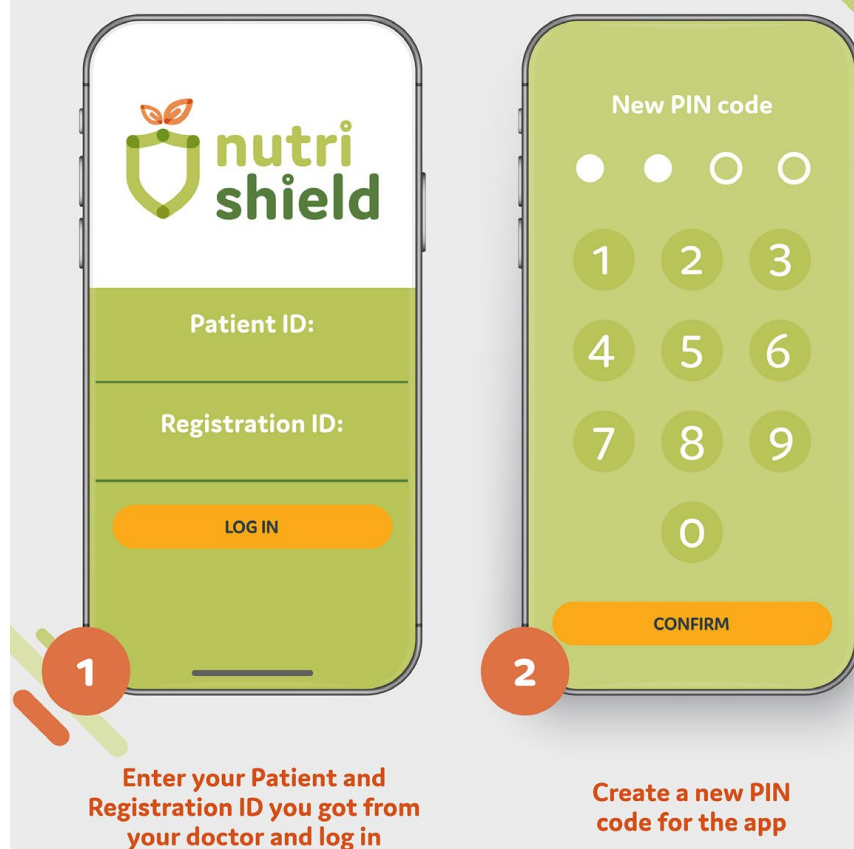 nutri
shield
Patient ID:
Registration ID:
LOG IN
1
Enter your Patient and
Registration ID you got from
your doctor and log in
New PIN code
1 2 3
4 5 6
7 8 9
0
CONFIRM
2
Create a new PIN
code for the app